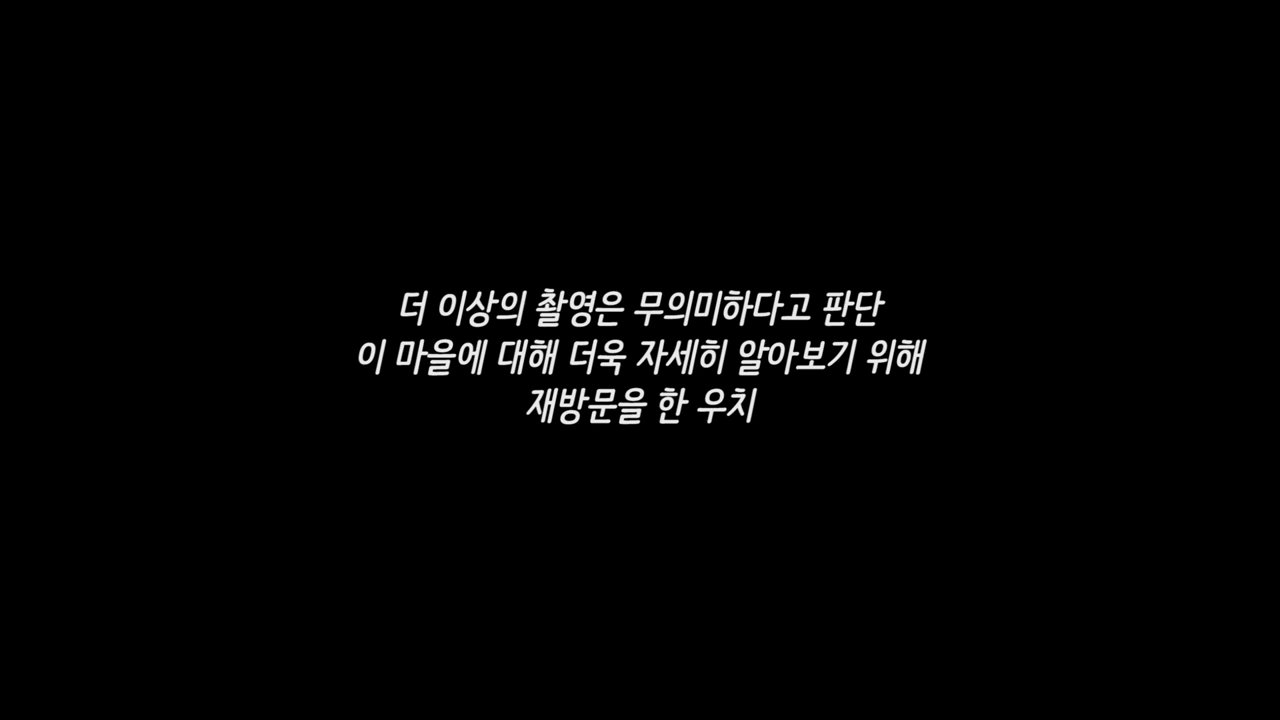 더 이상의 촬영은 무의미하다고 판단
이 마을에 대해 더욱 자세히 알아보기 위해
재방문을 한 우치